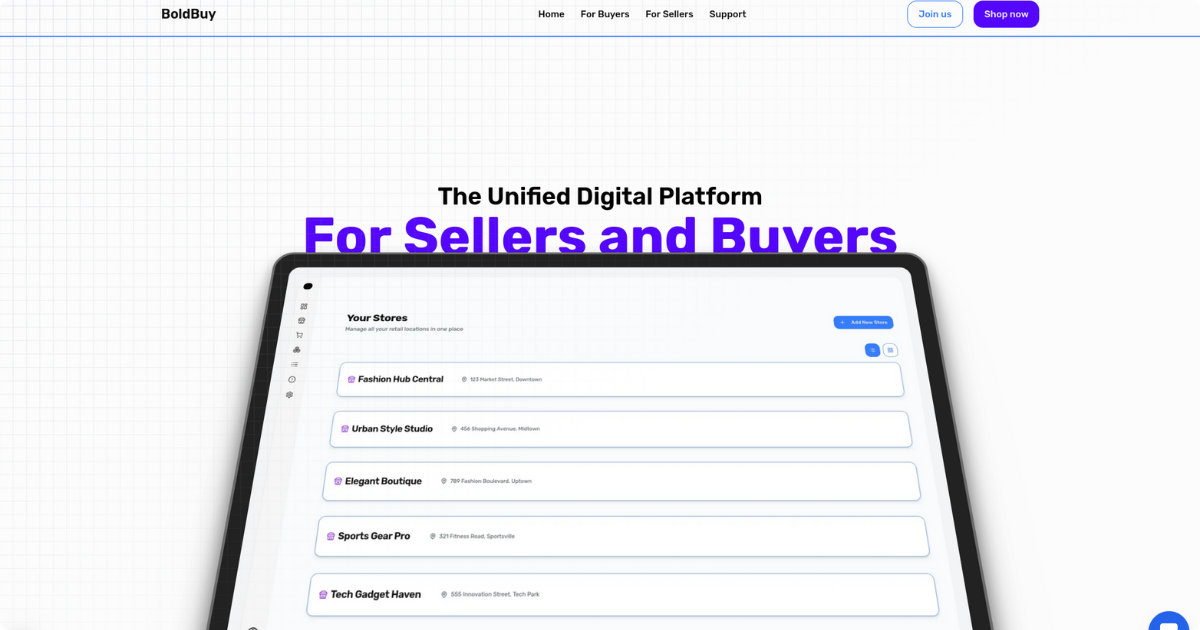 BoldBuy
Home For Buyers For Sellers Support
Join us Shop now
The Unified Digital Platform
For Sellers and Buyers
Your Stores
Manage all your retail locations in one place
+ Add New Store
Fashion Hub Central 123 Market Street, Downtown
Urban Style Studio 456 Shopping Avenue, Midtown
Elegant Boutique 789 Fashion Boulevard, Uptown
Sports Gear Pro 321 Fitness Road, Sportsville
Tech Gadget Haven 555 Innovation Street, Tech Park